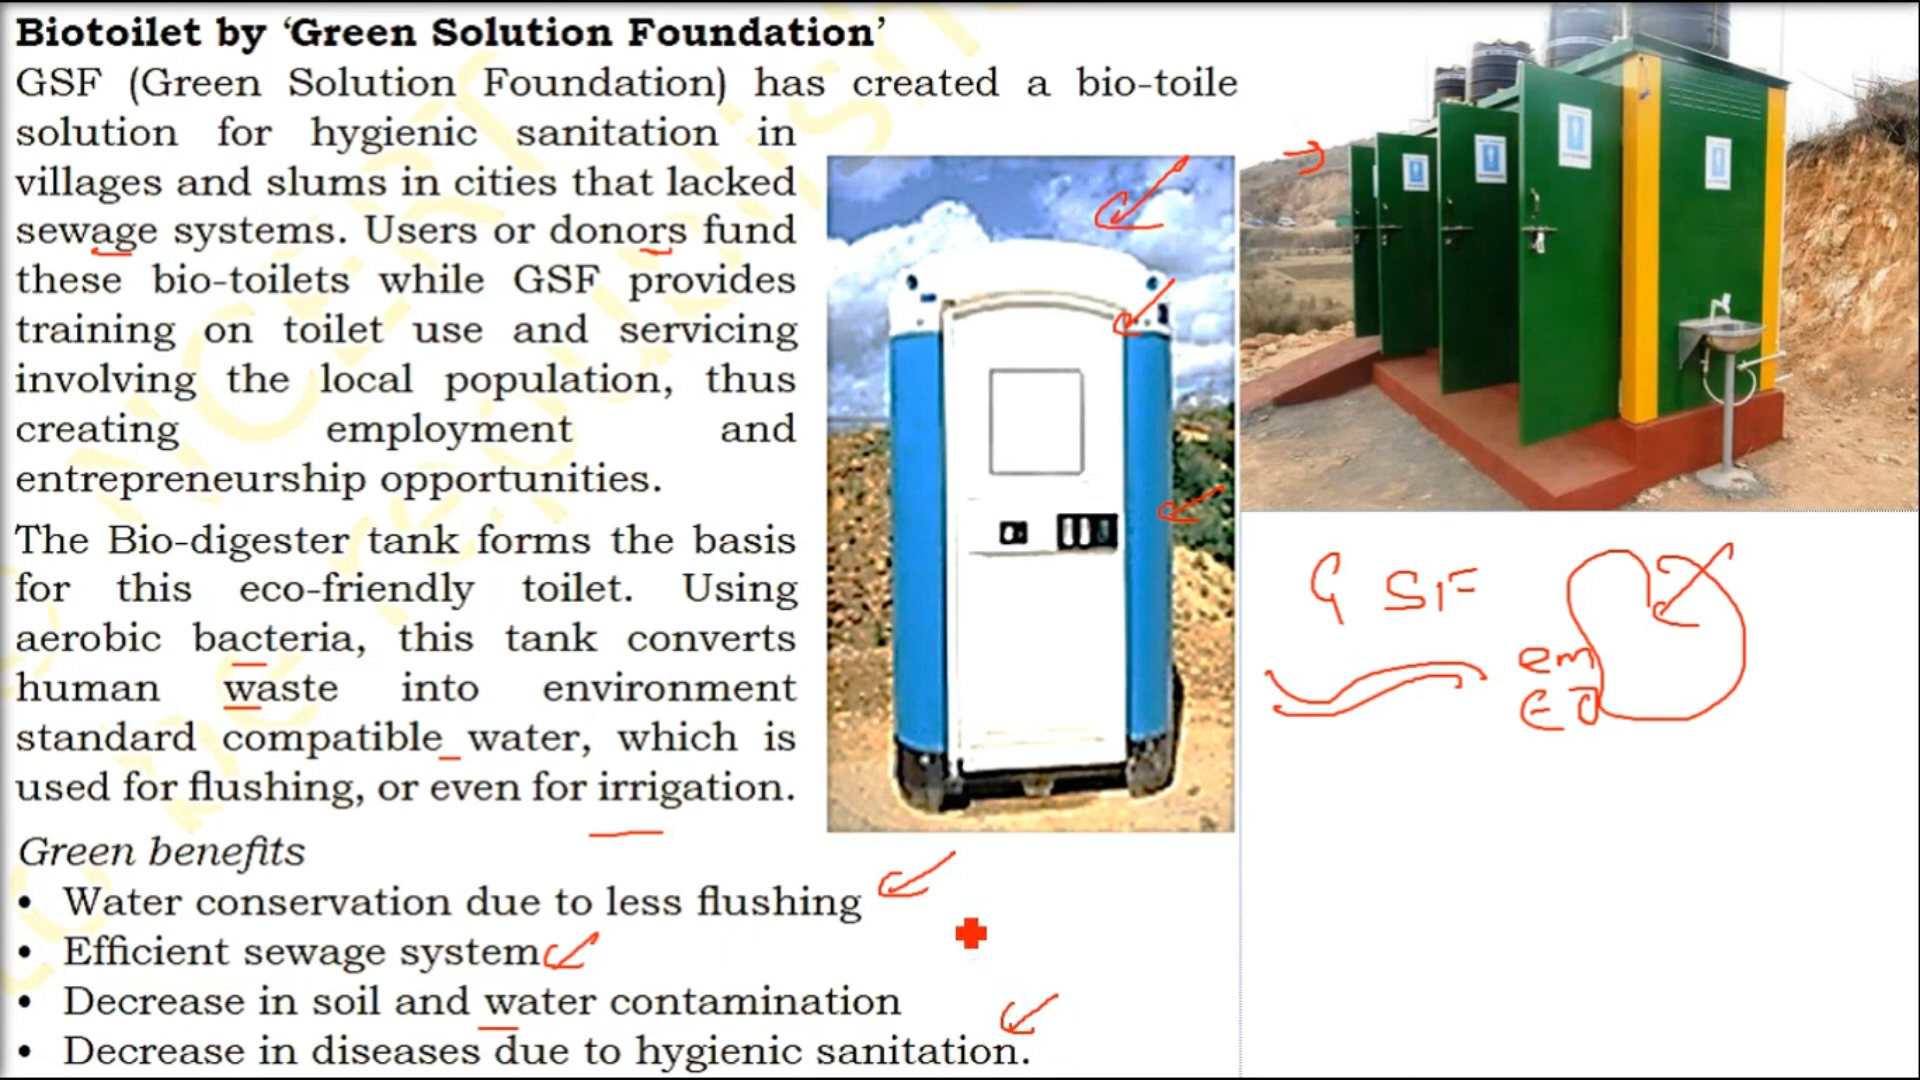 Biotoilet by ‘Green Solution Foundation’
GSF (Green Solution Foundation) has created a bio-toile
solution for hygienic sanitation in
villages and slums in cities that lacked
sewage systems. Users or donors fund
these bio-toilets while GSF provides
training on toilet use and servicing
involving the local population, thus
creating employment and
entrepreneurship opportunities.
The Bio-digester tank forms the basis
for this eco-friendly toilet. Using
aerobic bacteria, this tank converts
human waste into environment
standard compatible water, which is
used for flushing, or even for irrigation.
Green benefits
• Water conservation due to less flushing
• Efficient sewage system
• Decrease in soil and water contamination
• Decrease in diseases due to hygienic sanitation.
GSF
em